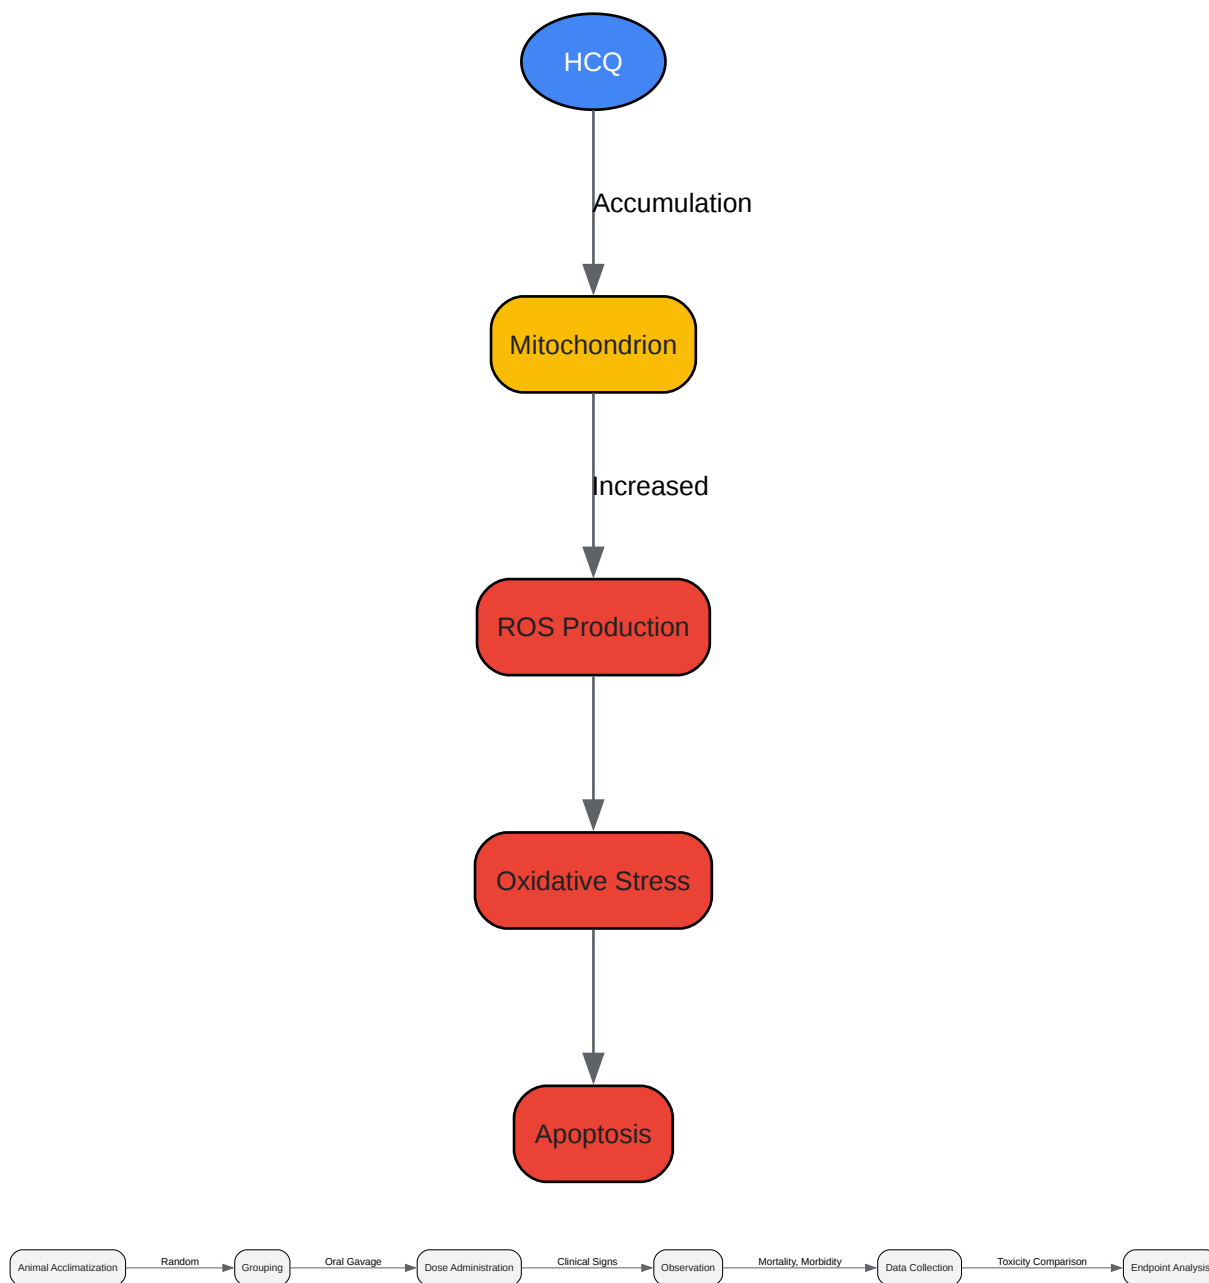 HCQ
Accumulation
Mitochondrion
Increased
ROS Production
Oxidative Stress
Apoptosis
Animal Acclimatization
Random
Grouping
Oral Gavage
Dose Administration
Clinical Signs
Observation
Mortality, Morbidity
Data Collection
Toxicity Comparison
Endpoint Analysis